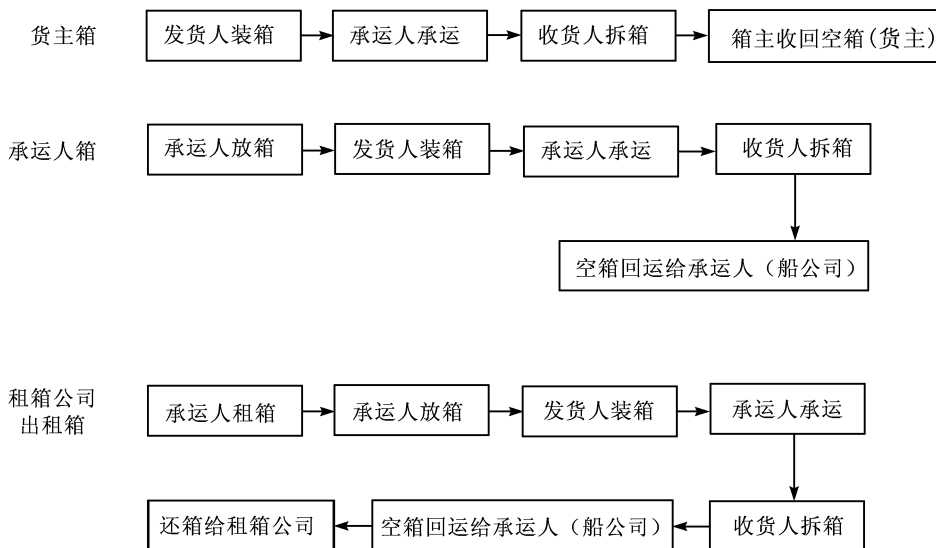 货主箱
发货人装箱
承运人承运
收货人拆箱
箱主收回空箱(货主)
承运人箱
承运人放箱
发货人装箱
承运人承运
收货人拆箱
空箱回运给承运人（船公司）
租箱公司
出租箱
承运人租箱
承运人放箱
发货人装箱
承运人承运
还箱给租箱公司
空箱回运给承运人（船公司）
收货人拆箱